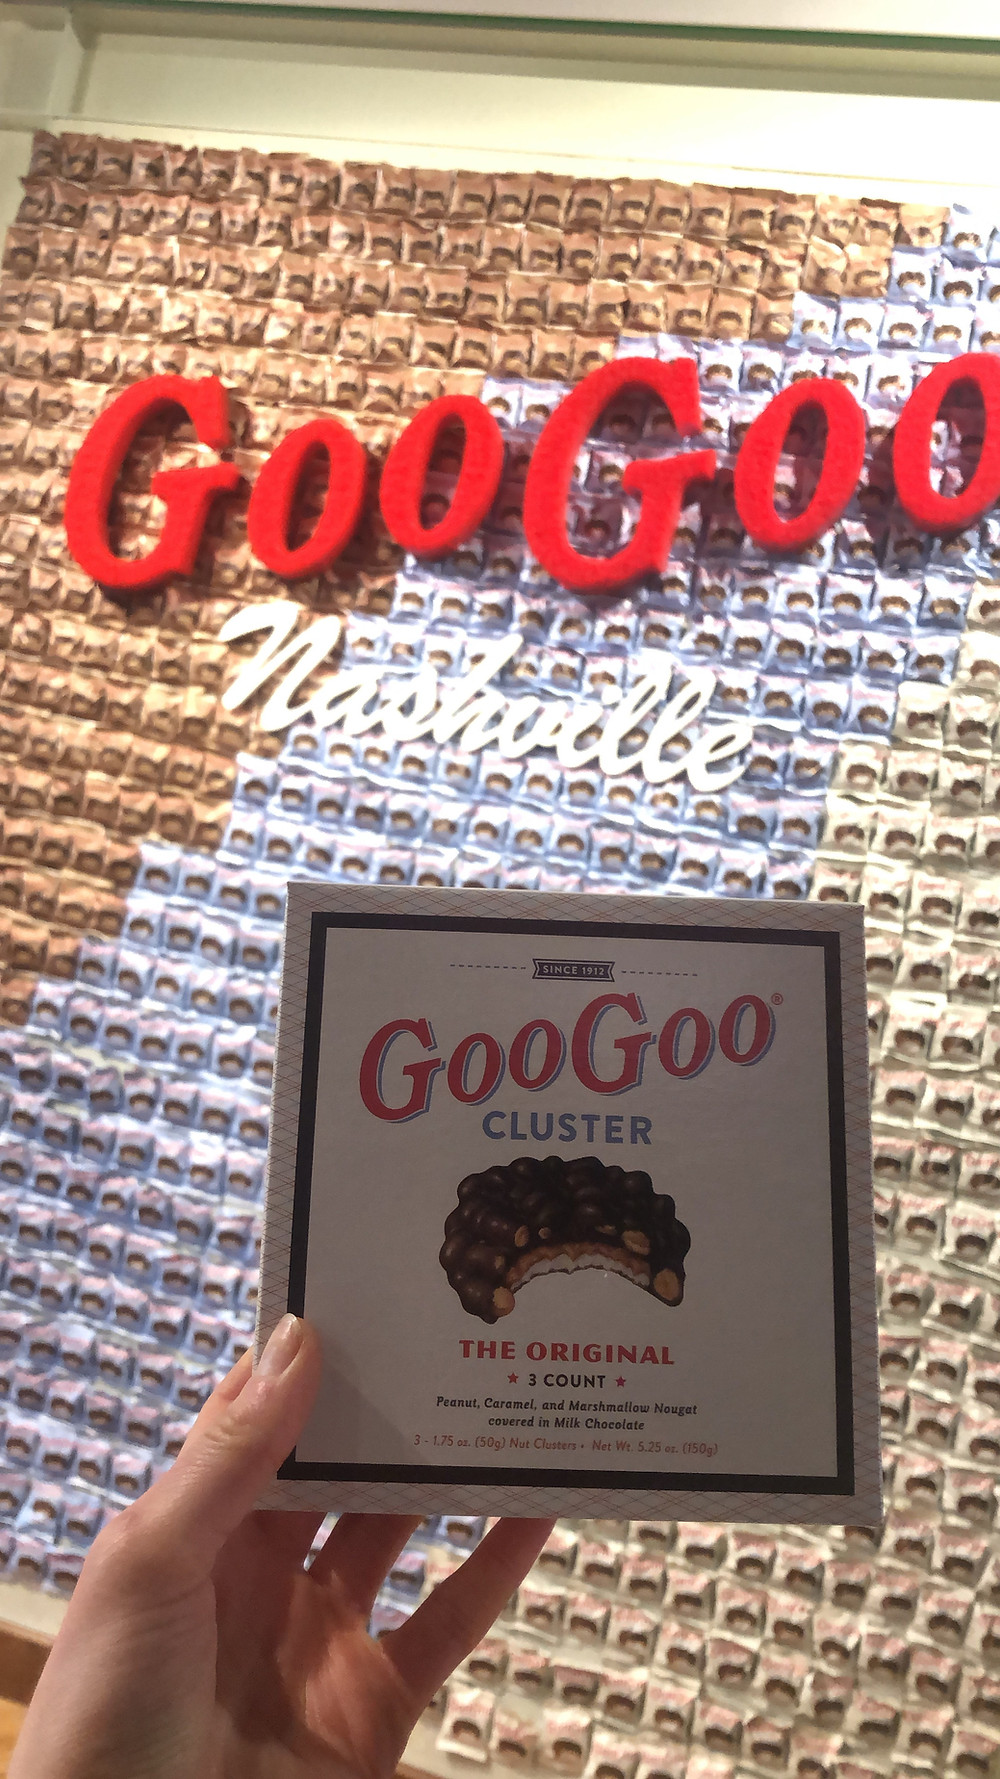 GooGoo
Nashville
SINCE 1912
GooGoo®
CLUSTER
THE ORIGINAL
★ 3 COUNT ★
Peanut, Caramel, and Marshmallow Nougat
covered in Milk Chocolate
3 - 1.75 oz. (50g) Nut Clusters • Net Wt. 5.25 oz. (150g)